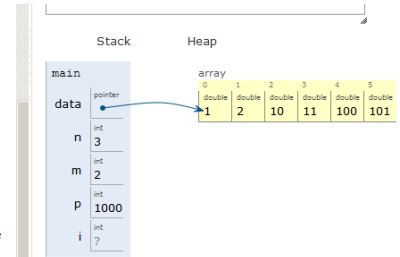 Stack Heap
main
array
0 1 2 3 4 5
data pointer
double double double double double double
1 2 10 11 100 101
n int
3
m int
2
p int
1000
i int
?